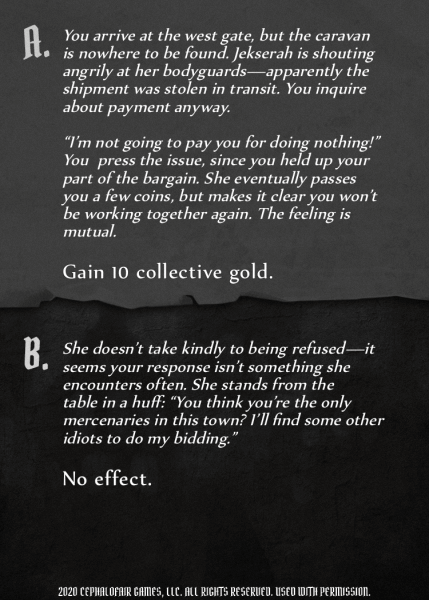 A. You arrive at the west gate, but the caravan
is nowhere to be found. Jekserah is shouting
angrily at her bodyguards—apparently the
shipment was stolen in transit. You inquire
about payment anyway.
“I’m not going to pay you for doing nothing!”
You press the issue, since you held up your
part of the bargain. She eventually passes
you a few coins, but makes it clear you won’t
be working together again. The feeling is
mutual.
Gain 10 collective gold.
B. She doesn’t take kindly to being refused—it
seems your response isn’t something she
encounters often. She stands from the
table in a huff: “You think you’re the only
mercenaries in this town? I’ll find some other
idiots to do my bidding.”
No effect.
2020 CEPHALOFAIR GAMES, LLC. ALL RIGHTS RESERVED. USED WITH PERMISSION.